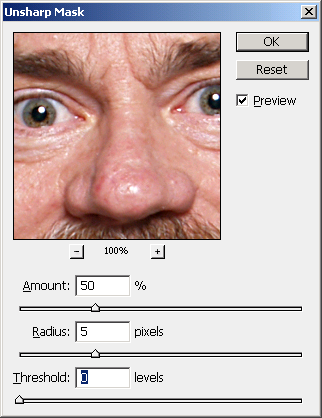 Unsharp Mask
OK
Reset
Preview
- 100% +
Amount: 50 %
Radius: 5 pixels
Threshold: 0 levels